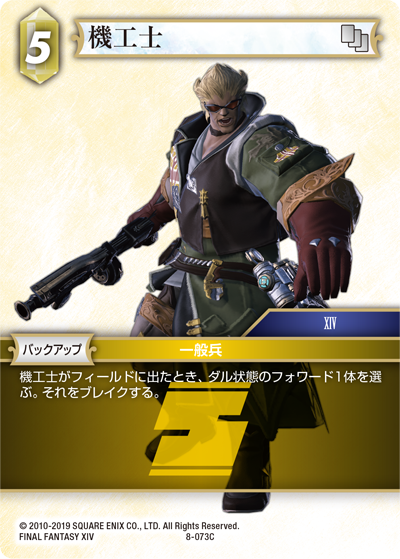 5
機工士
XIV
バックアップ
一般兵
機工士がフィールドに出たとき、ダル状態のフォワード1体を選
ぶ。それをブレイクする。
© 2010-2019 SQUARE ENIX CO., LTD. All Rights Reserved.
FINAL FANTASY XIV
8-073C